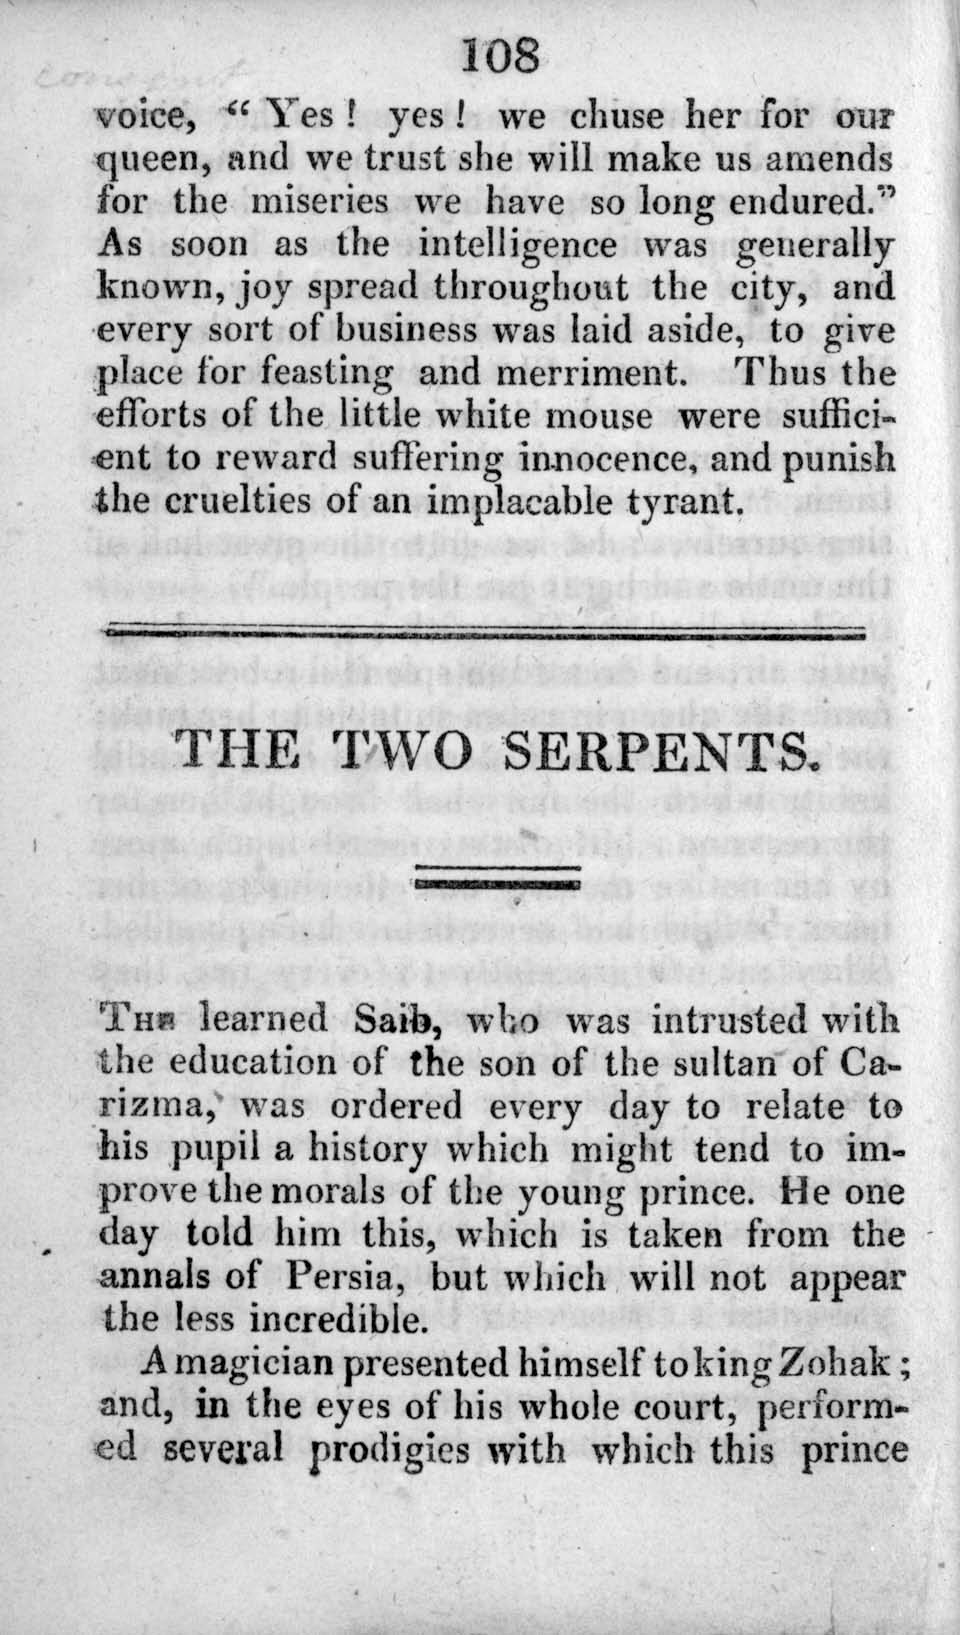 108
voice, “ Yes ! yes ! we chuse her for our
queen, and we trust she will make us amends
for the miseries we have so long endured.”
As soon as the intelligence was generally
known, joy spread throughout the city, and
every sort of business was laid aside, to give
place for feasting and merriment. Thus the
efforts of the little white mouse were suffici-
ent to reward suffering innocence, and punish
the cruelties of an implacable tyrant.
THE TWO SERPENTS.
THE learned Saib, who was intrusted with
the education of the son of the sultan of Ca-
rizma, was ordered every day to relate to
his pupil a history which might tend to im-
prove the morals of the young prince. He one
day told him this, which is taken from the
annals of Persia, but which will not appear
the less incredible.
A magician presented himself to king Zohak ;
and, in the eyes of his whole court, perform-
ed several prodigies with which this prince